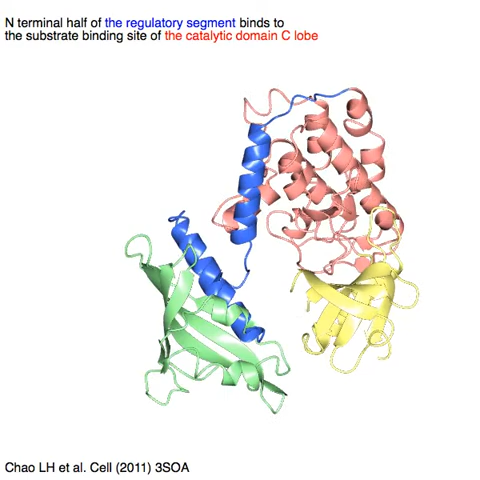 N terminal half of the regulatory segment binds to
the substrate binding site of the catalytic domain C lobe
Chao LH et al. Cell (2011) 3SOA